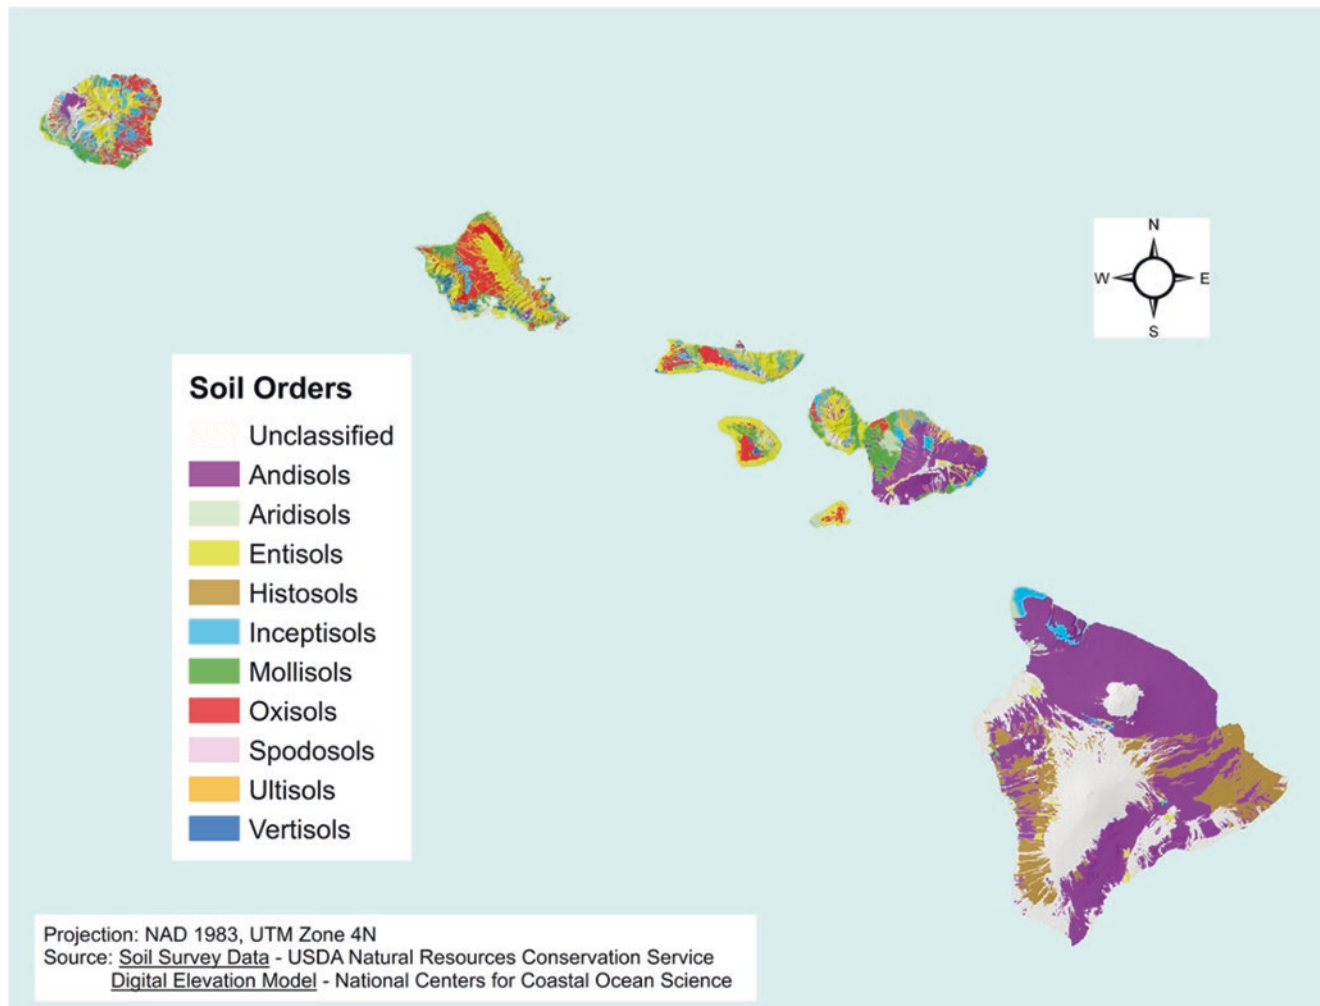 N
W E
S
Soil Orders
Unclassified
Andisols
Aridisols
Entisols
Histosols
Inceptisols
Mollisols
Oxisols
Spodosols
Ultisols
Vertisols
Projection: NAD 1983, UTM Zone 4N
Source: Soil Survey Data - USDA Natural Resources Conservation Service
Digital Elevation Model - National Centers for Coastal Ocean Science